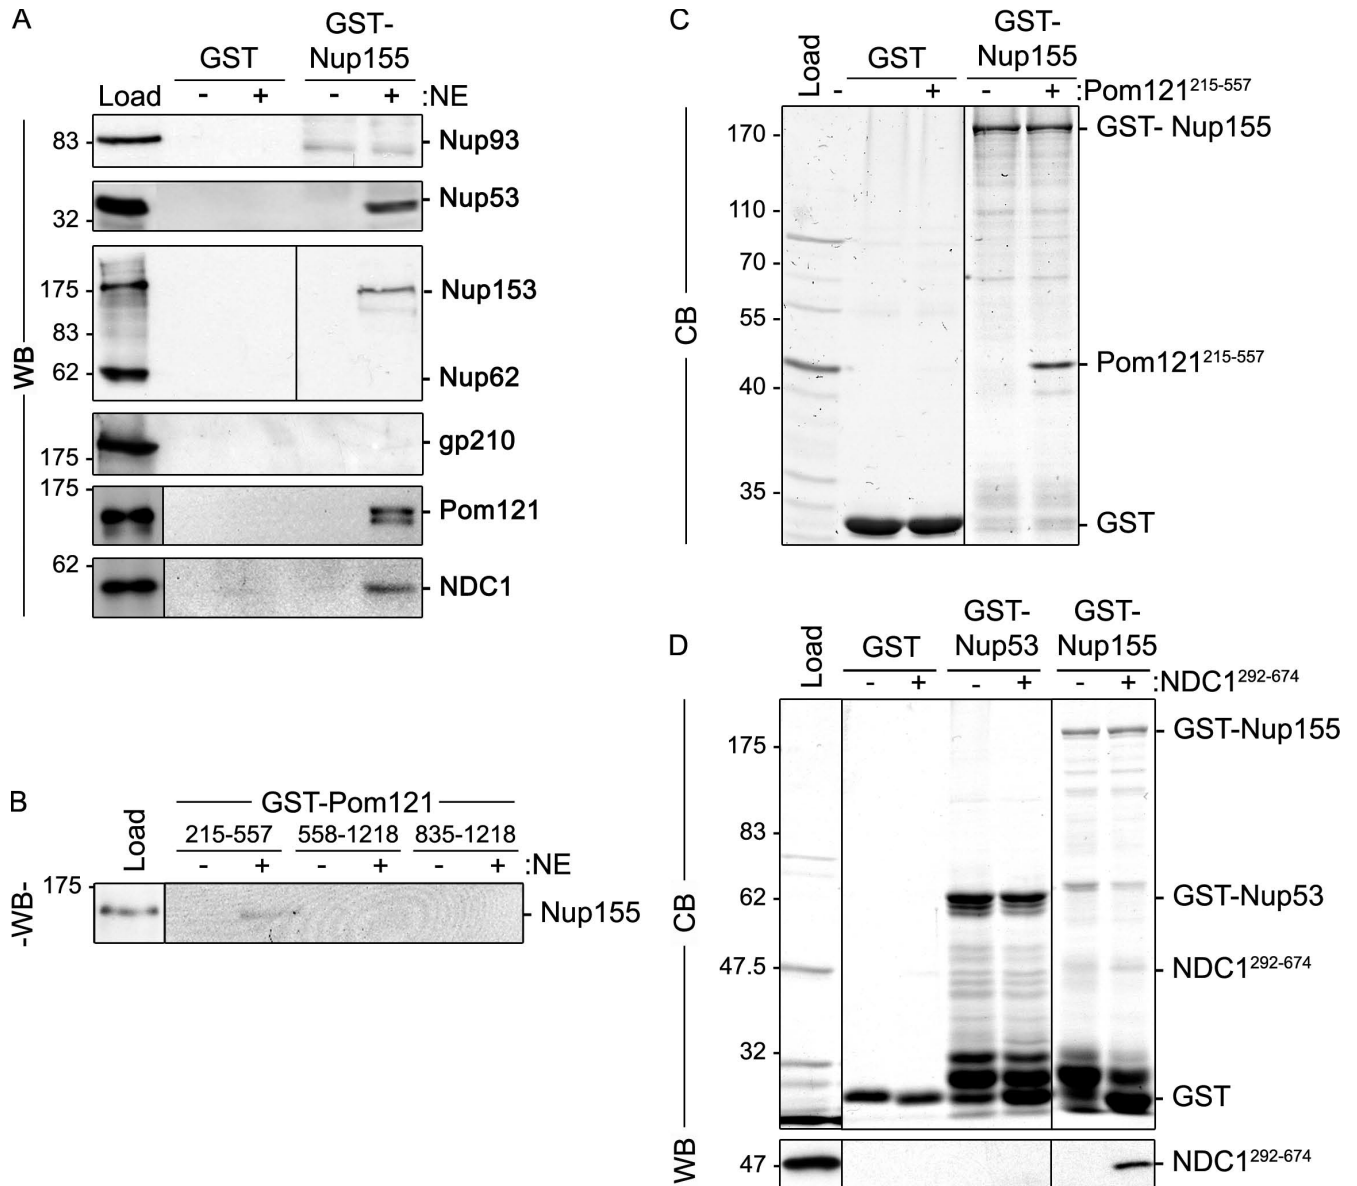 A
GST
GST-
Nup155
Load - + - + :NE
83 - Nup93
Nup53
32 -
175 - Nup153
83 -
62 - Nup62
gp210
175 -
175 -
Pom121
62 -
NDC1
WB
B
Load
GST-Pom121
215-557 558-1218 835-1218
- + - + - + :NE
175 -
Nup155
-WB-
C
Load
GST
GST-
Nup155
- + - + :Pom121²¹⁵⁻⁵⁵⁷
170 - GST- Nup155
110 -
70 -
55 -
Pom121²¹⁵⁻⁵⁵⁷
40 -
35 -
GST
CB
D
Load
GST
GST-
Nup53
GST-
Nup155
- + - + - + :NDC1²⁹²⁻⁶⁷⁴
GST-Nup155
175 -
83 -
62 - GST-Nup53
47.5 - NDC1²⁹²⁻⁶⁷⁴
32 -
GST
CB
WB
47 - NDC1²⁹²⁻⁶⁷⁴